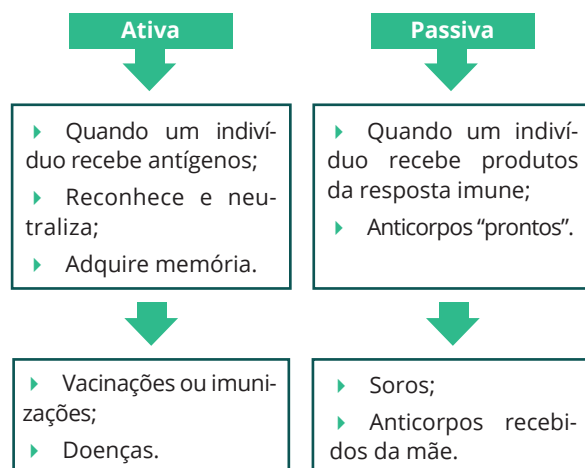 Ativa
▸ Quando um indiví-
duo recebe antígenos;
▸ Reconhece e neu-
traliza;
▸ Adquire memória.
▸ Vacinações ou imuni-
zações;
▸ Doenças.
Passiva
▸ Quando um indiví-
duo recebe produtos
da resposta imune;
▸ Anticorpos “prontos”.
▸ Soros;
▸ Anticorpos recebi-
dos da mãe.